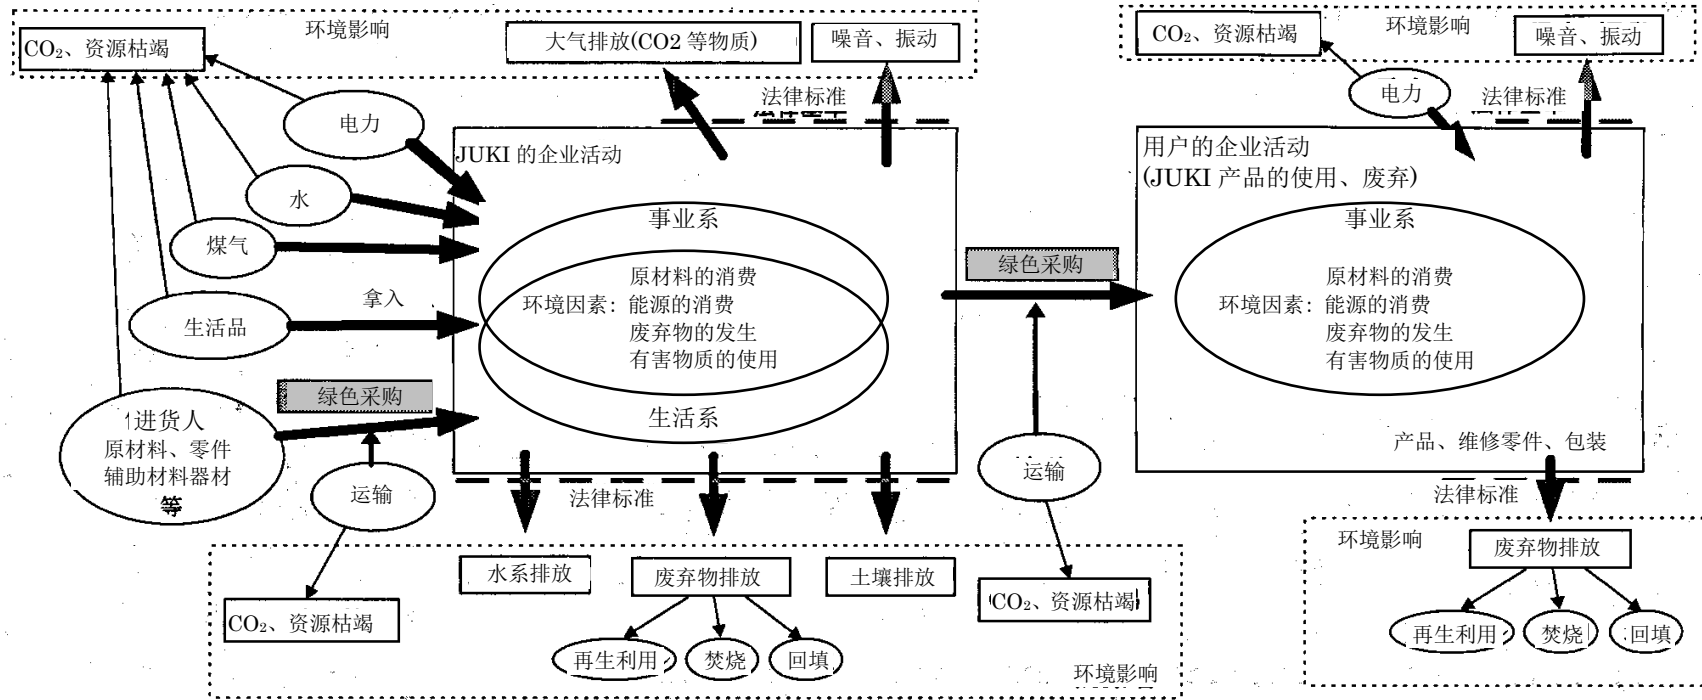 环境影响
CO₂、资源枯竭
大气排放(CO2 等物质)
噪音、振动
法律标准
电力
水
煤气
生活品
拿入
绿色采购
进货人
原材料、零件
辅助材料器材
等
运输
CO₂、资源枯竭
JUKI 的企业活动
事业系
原材料的消费
环境因素：能源的消费
废弃物的发生
有害物质的使用
生活系
法律标准
水系排放
废弃物排放
土壤排放
再生利用
焚烧
回填
环境影响
绿色采购
运输
CO₂、资源枯竭
环境影响
CO₂、资源枯竭
噪音、振动
电力
法律标准
用户的企业活动
(JUKI 产品的使用、废弃)
事业系
原材料的消费
环境因素：能源的消费
废弃物的发生
有害物质的使用
产品、维修零件、包装
法律标准
环境影响
废弃物排放
再生利用
焚烧
回填